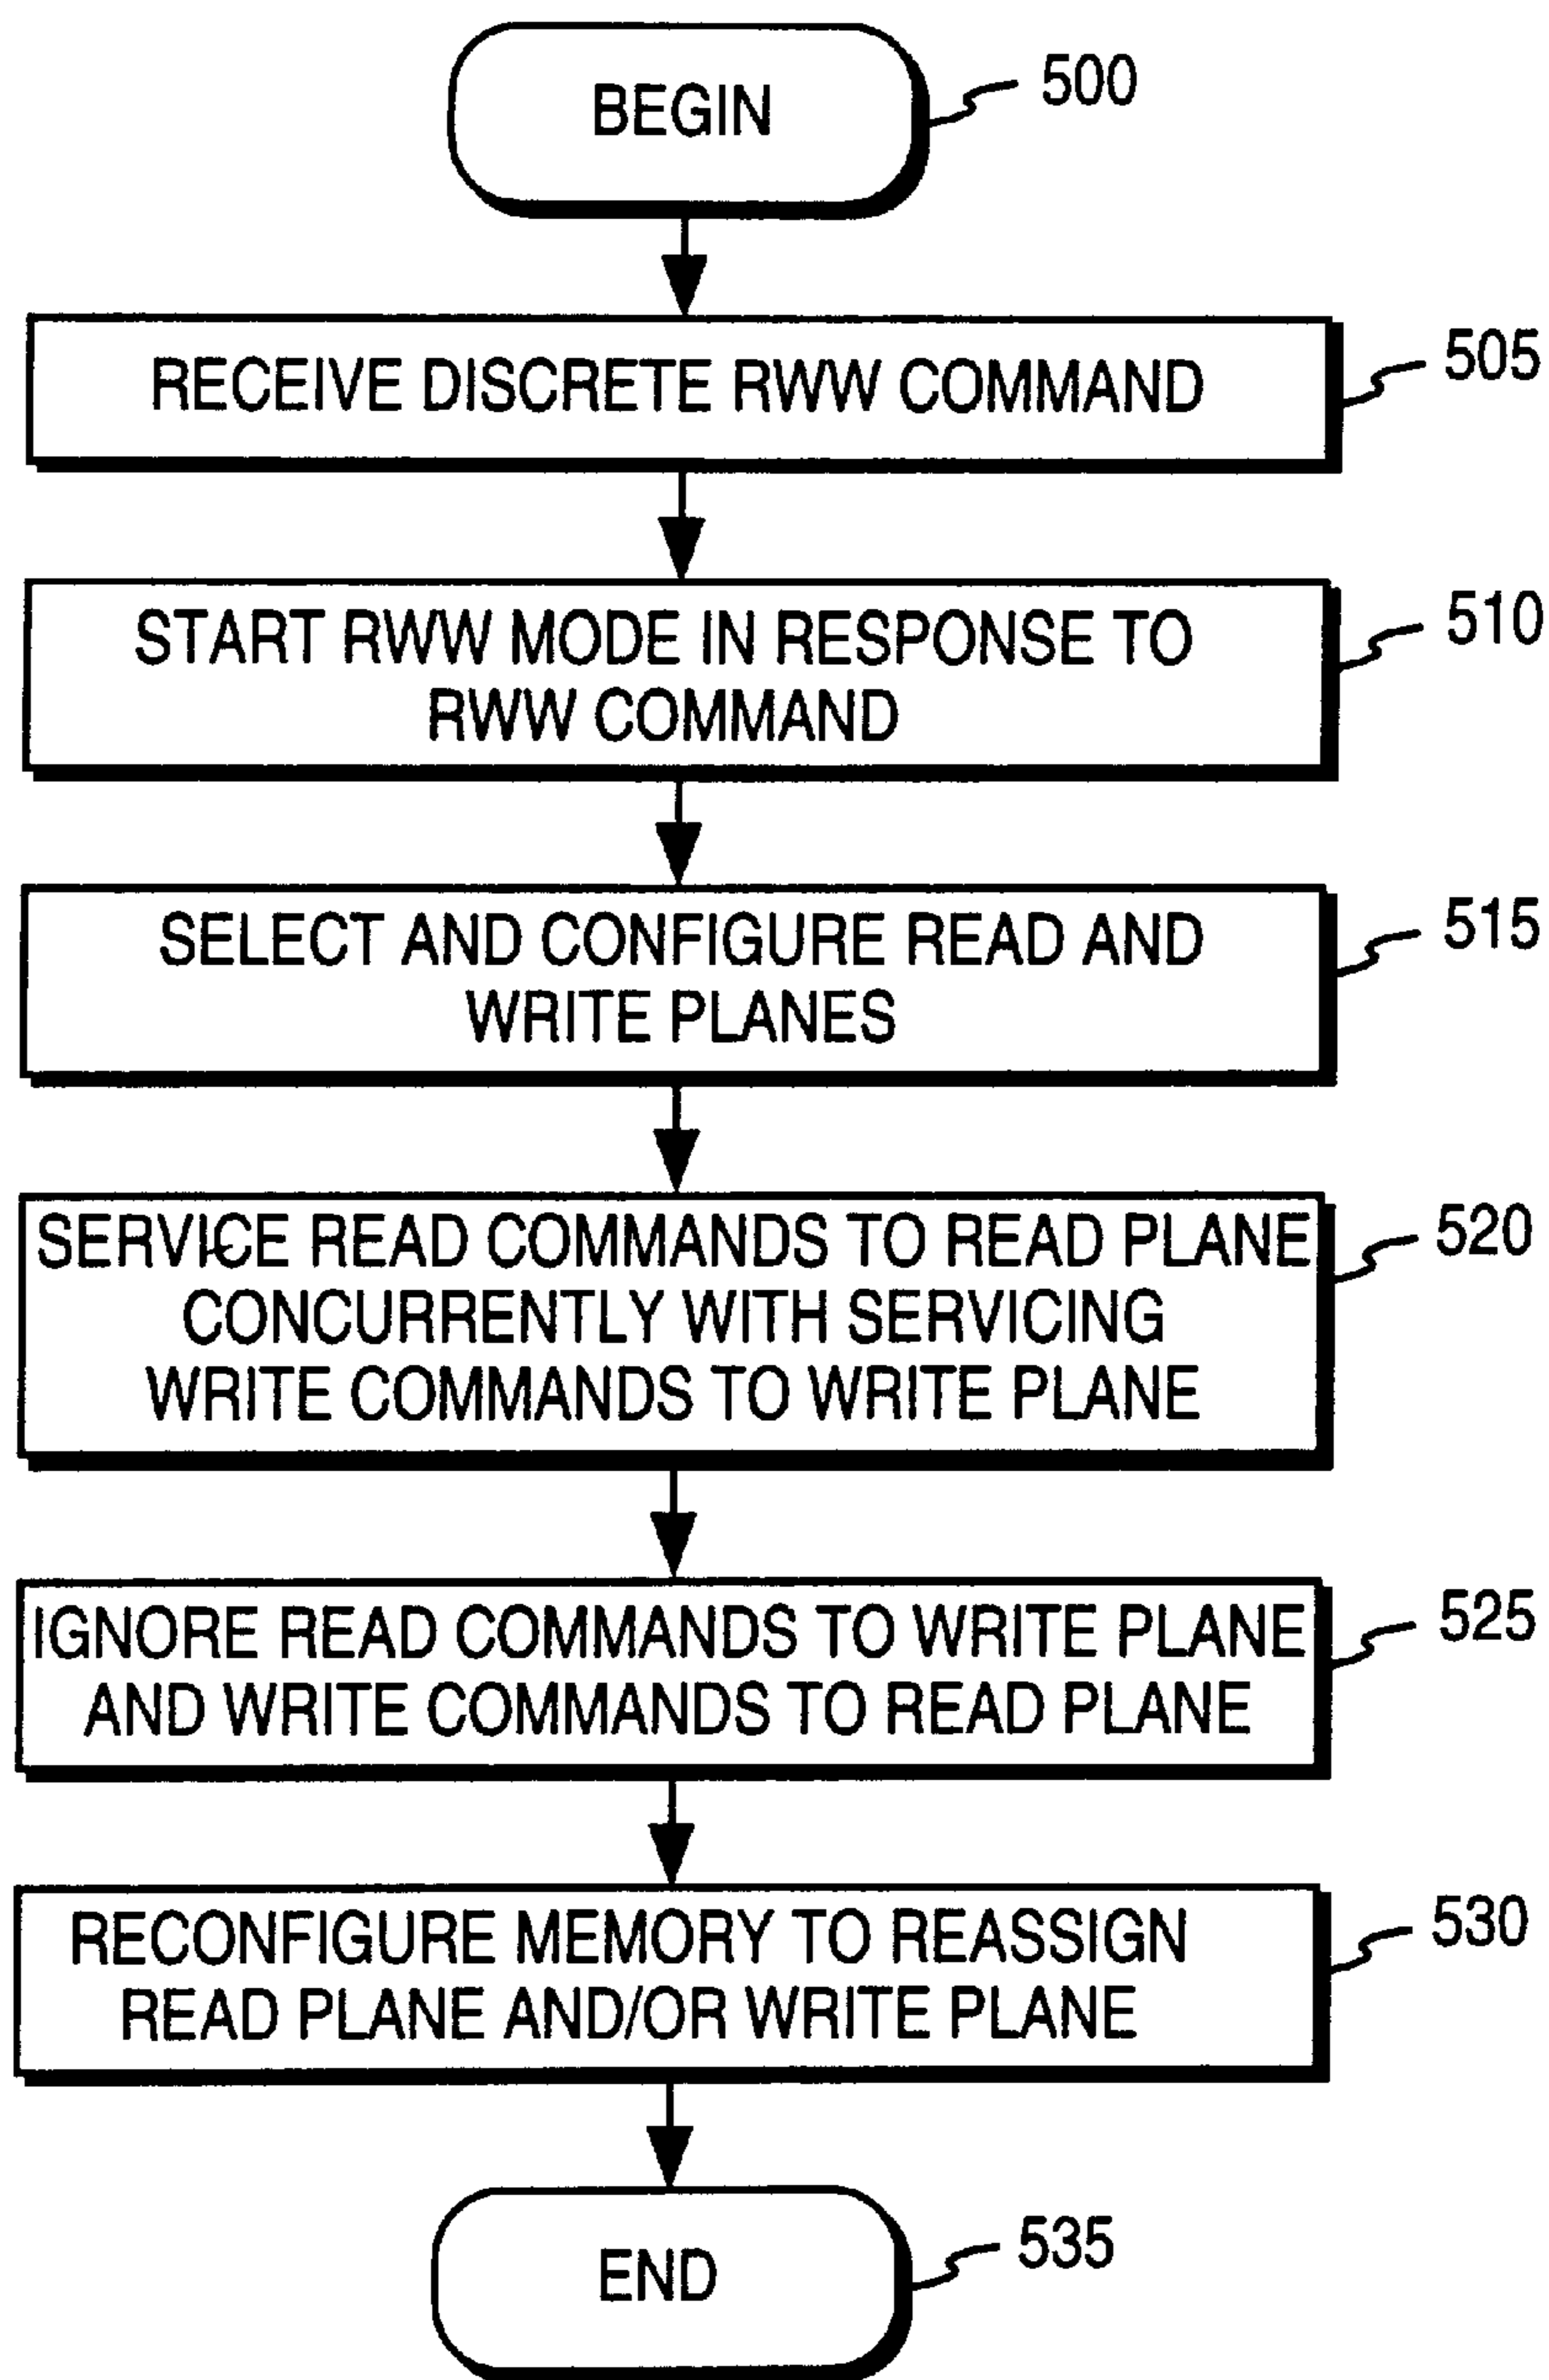 BEGIN
500
RECEIVE DISCRETE RWW COMMAND
505
START RWW MODE IN RESPONSE TO
RWW COMMAND
510
SELECT AND CONFIGURE READ AND
WRITE PLANES
515
SERVICE READ COMMANDS TO READ PLANE
CONCURRENTLY WITH SERVICING
WRITE COMMANDS TO WRITE PLANE
520
IGNORE READ COMMANDS TO WRITE PLANE
AND WRITE COMMANDS TO READ PLANE
525
RECONFIGURE MEMORY TO REASSIGN
READ PLANE AND/OR WRITE PLANE
530
END
535